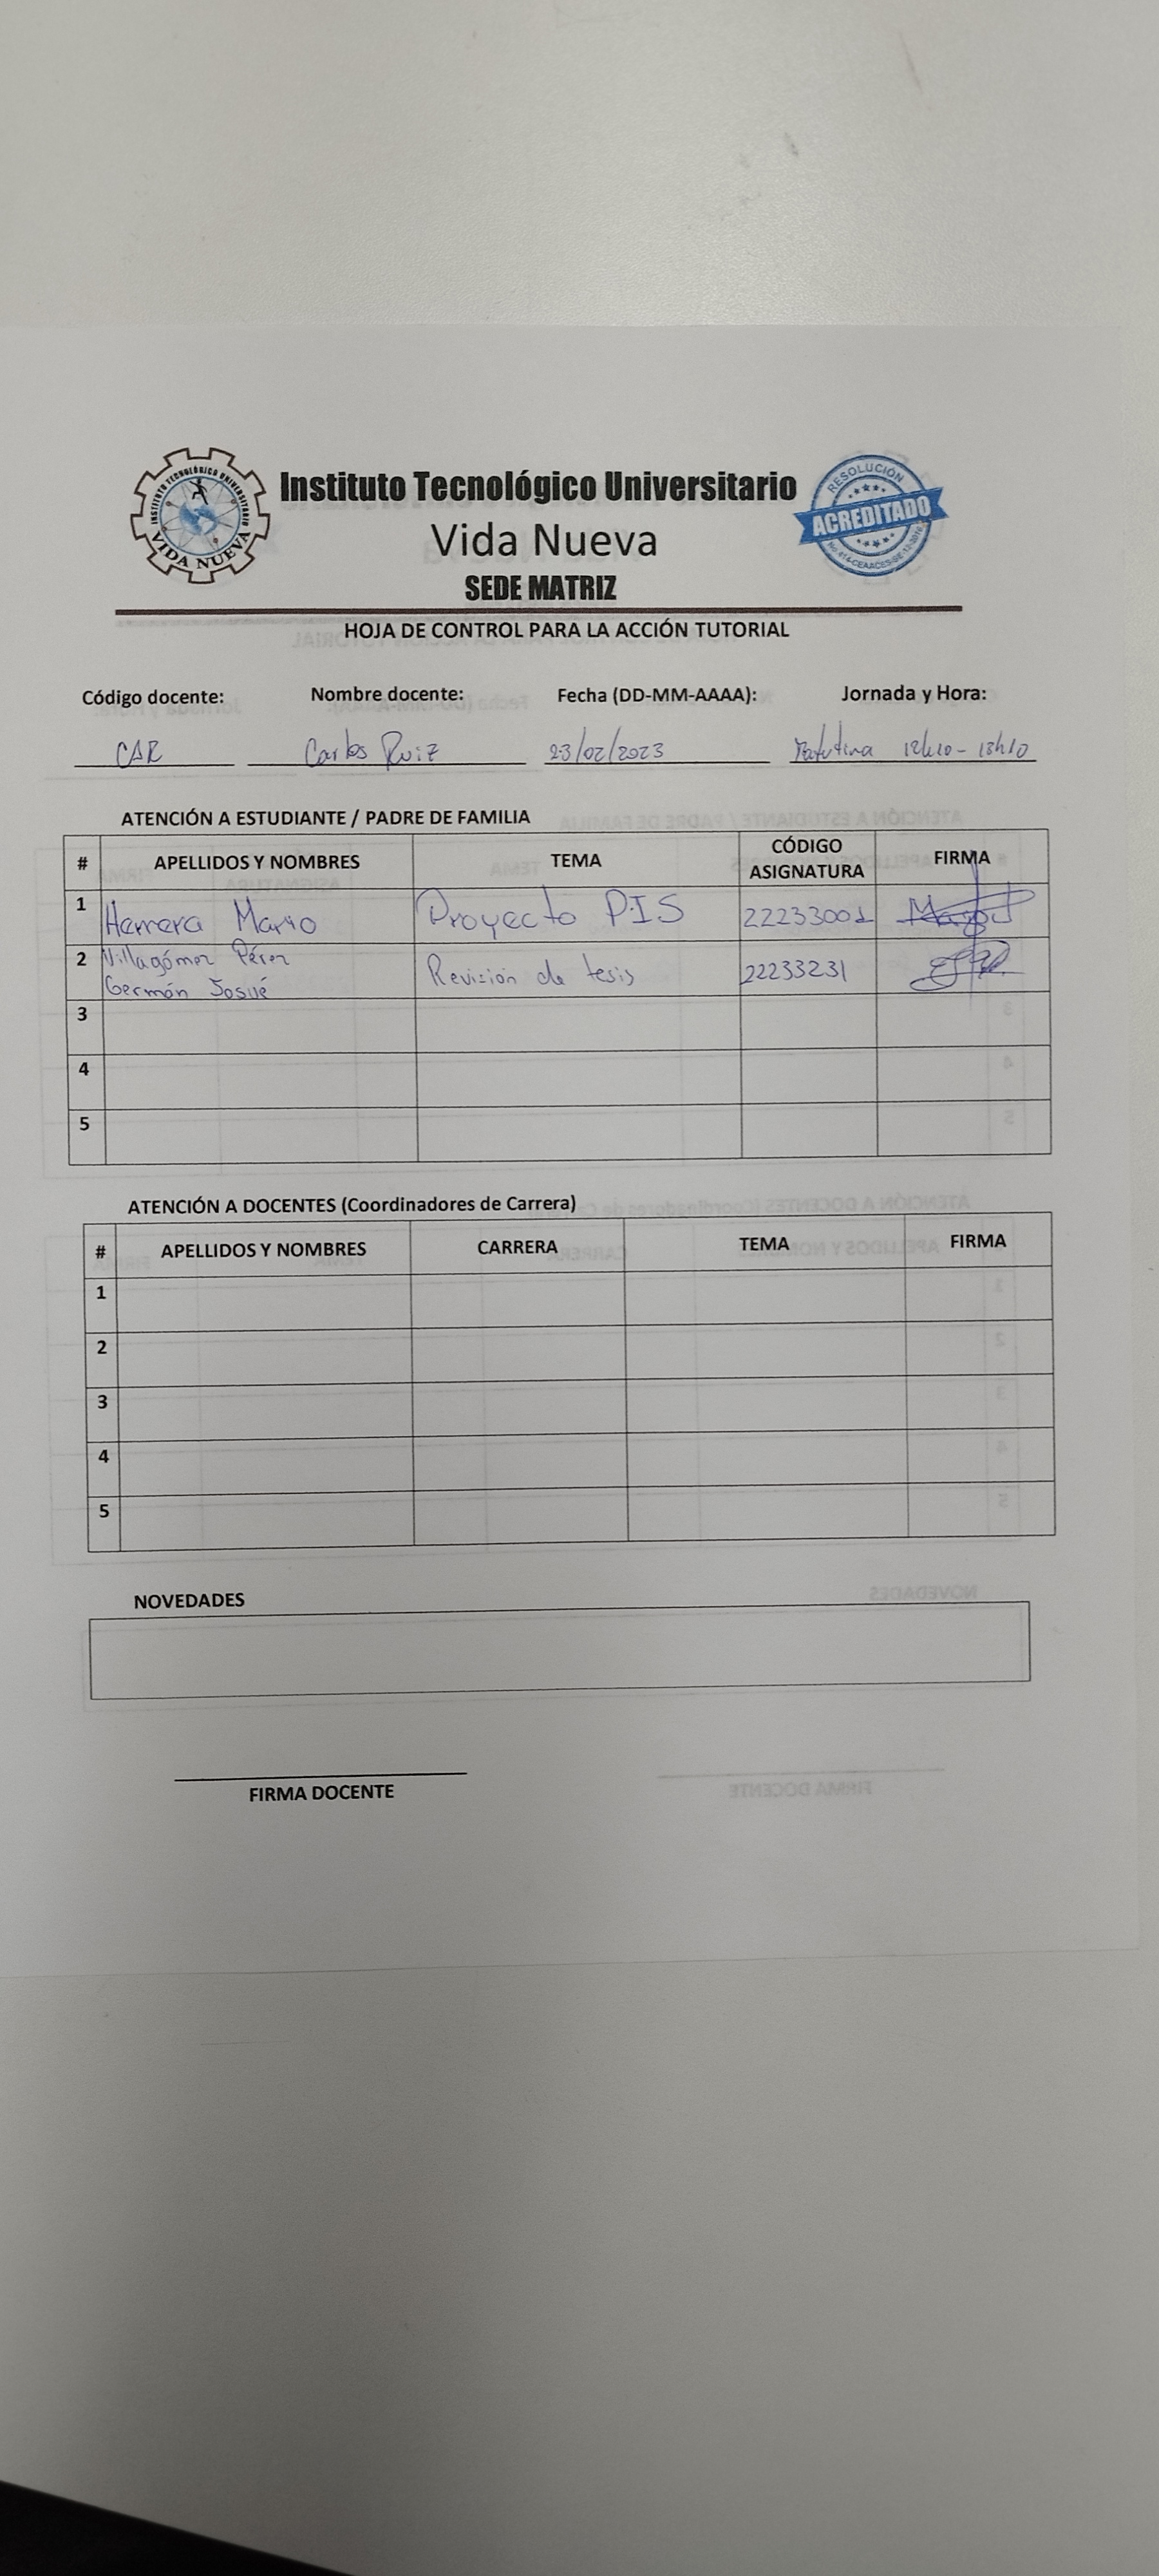 INSTITUTO TECNOLÓGICO UNIVERSITARIO
VIDA NUEVA
Instituto Tecnológico Universitario
Vida Nueva
SEDE MATRIZ
RESOLUCIÓN
ACREDITADO
HOJA DE CONTROL PARA LA ACCIÓN TUTORIAL
Código docente: Nombre docente: Fecha (DD-MM-AAAA): Jornada y Hora:
CAR Carlos Ruiz 23/02/2023 Matutina 12h10-13h10
ATENCIÓN A ESTUDIANTE / PADRE DE FAMILIA
# APELLIDOS Y NOMBRES TEMA CÓDIGO ASIGNATURA FIRMA
1 Herrera Mario Proyecto PIS 22233001
2 Villagómez Pérez Germán Josué Revisión de tesis 22233231
3
4
5
ATENCIÓN A DOCENTES (Coordinadores de Carrera)
# APELLIDOS Y NOMBRES CARRERA TEMA FIRMA
1
2
3
4
5
NOVEDADES
FIRMA DOCENTE